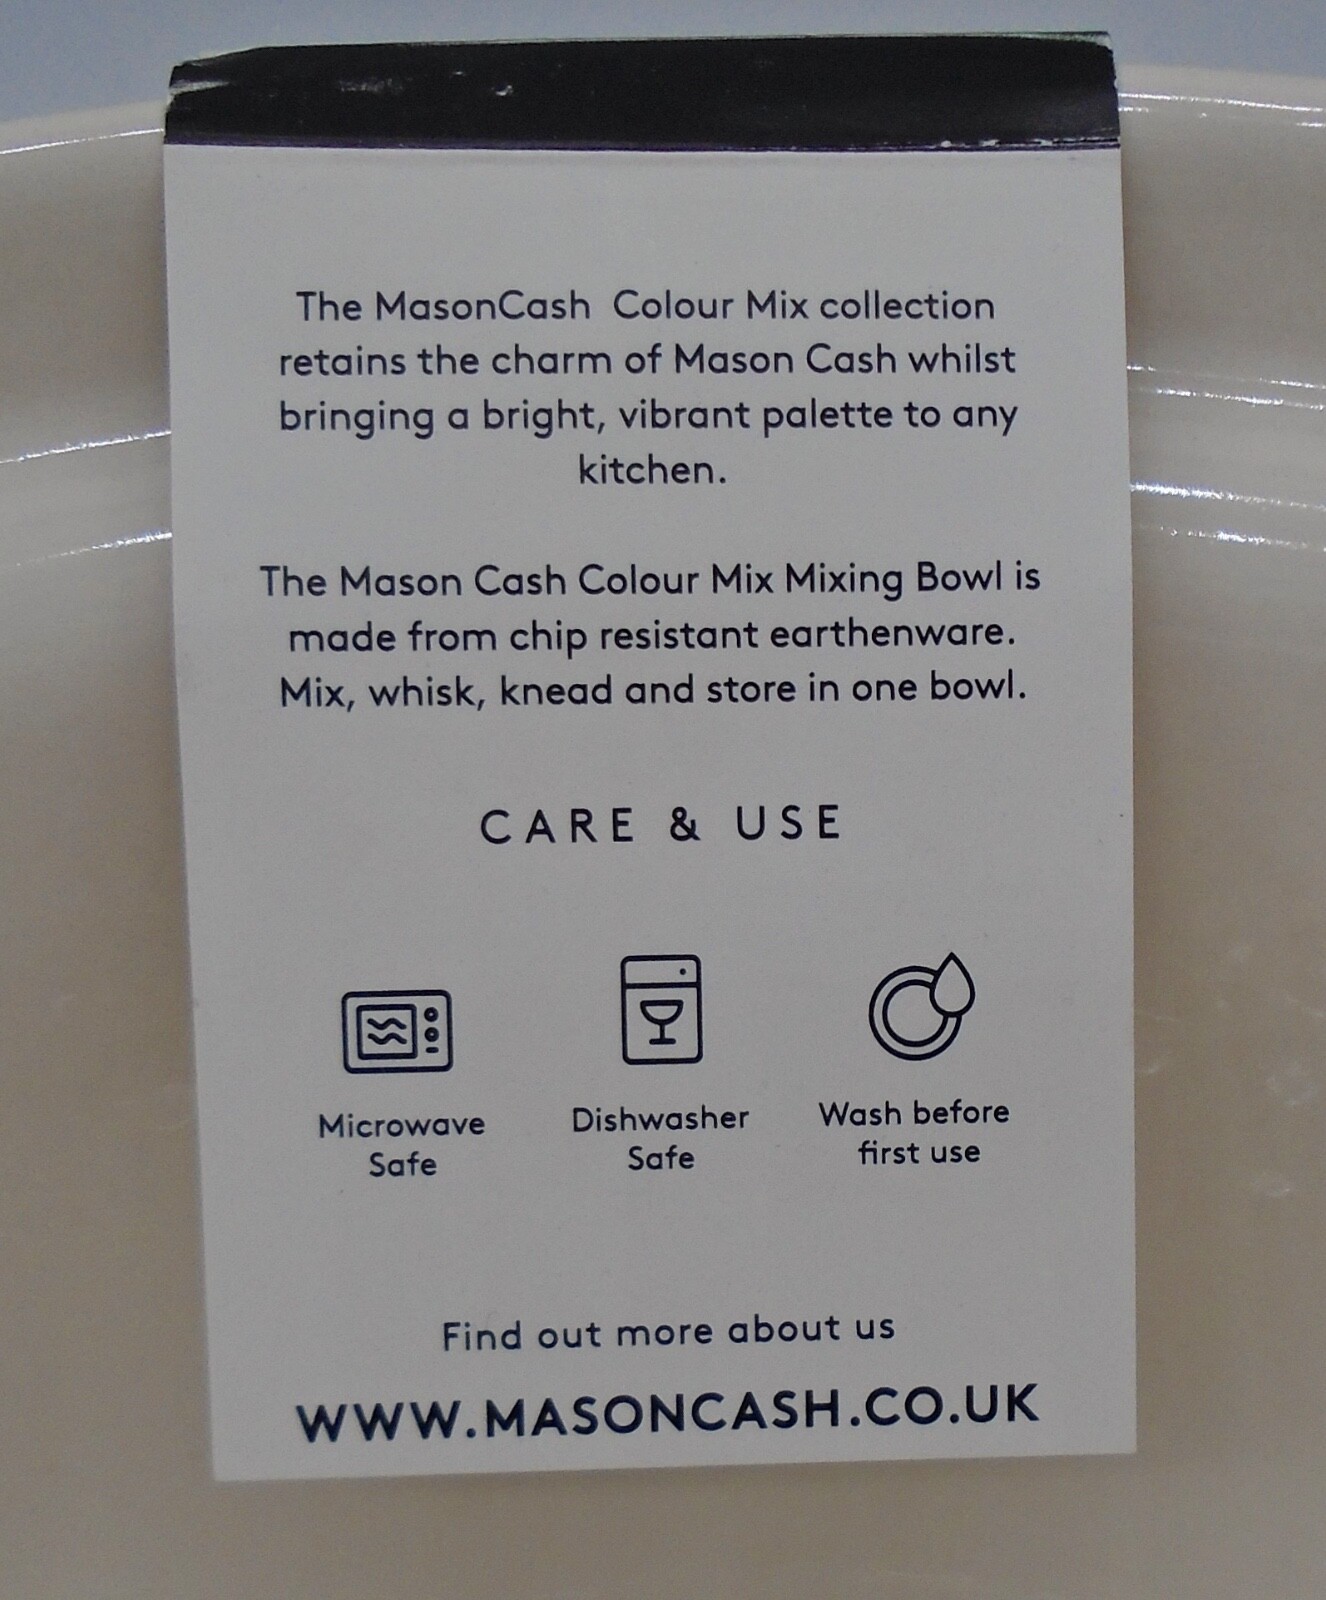 The MasonCash  Colour Mix collection
retains the charm of Mason Cash whilst
bringing a bright, vibrant palette to any
kitchen.
The Mason Cash Colour Mix Mixing Bowl is
made from chip resistant earthenware.
Mix, whisk, knead and store in one bowl.
CARE & USE
Microwave
Safe
Dishwasher
Safe
Wash before
first use
Find out more about us
WWW.MASONCASH.CO.UK